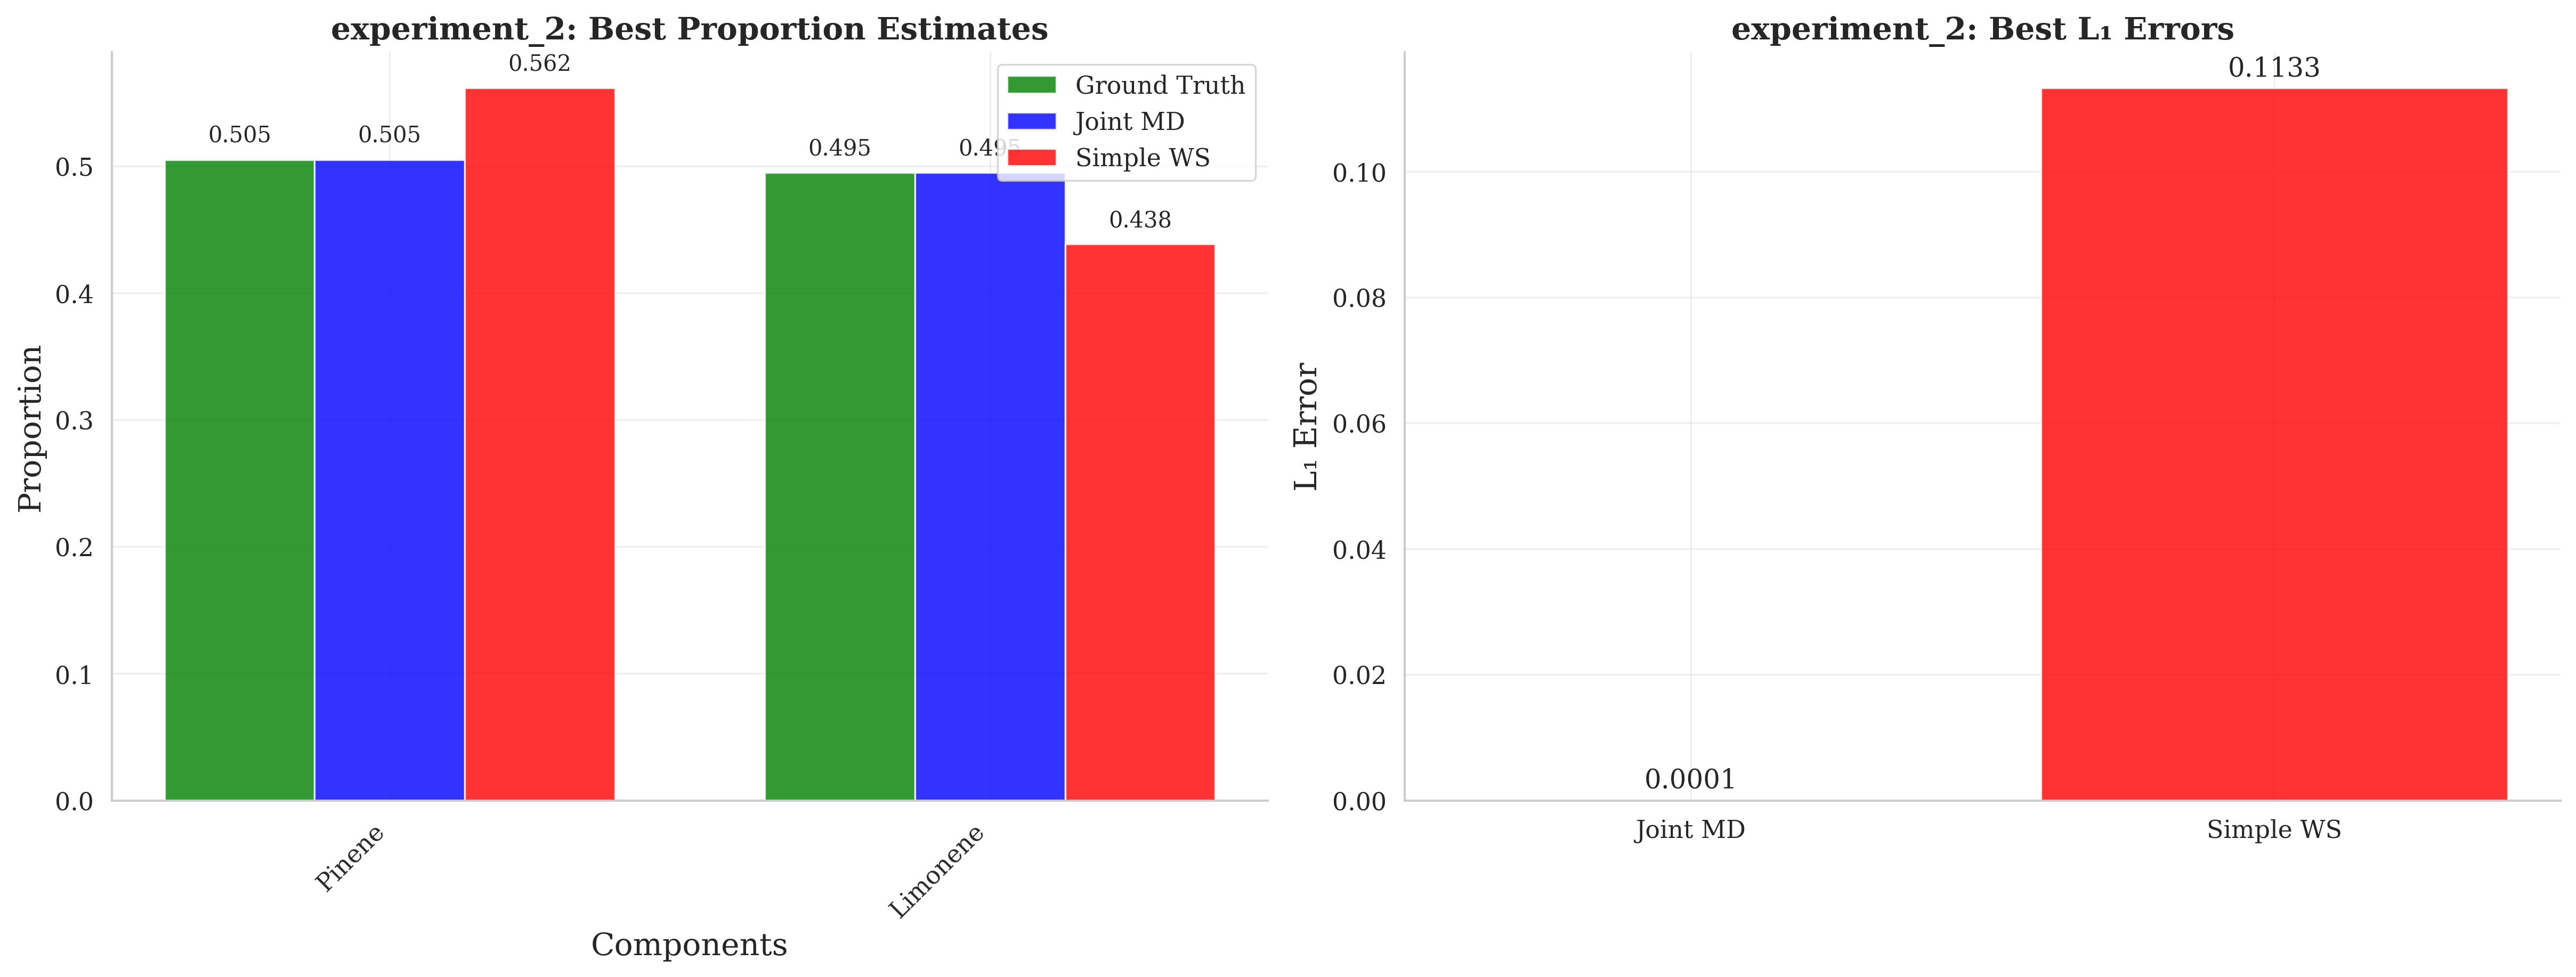 experiment_2: Best Proportion Estimates
0.562
0.505
0.505
0.495
0.495
0.438
Ground Truth
Joint MD
Simple WS
0.5
0.4
0.3
0.2
0.1
0.0
Proportion
Pinene
Limonene
Components
experiment_2: Best L₁ Errors
0.1133
0.0001
0.10
0.08
0.06
0.04
0.02
0.00
L₁ Error
Joint MD
Simple WS